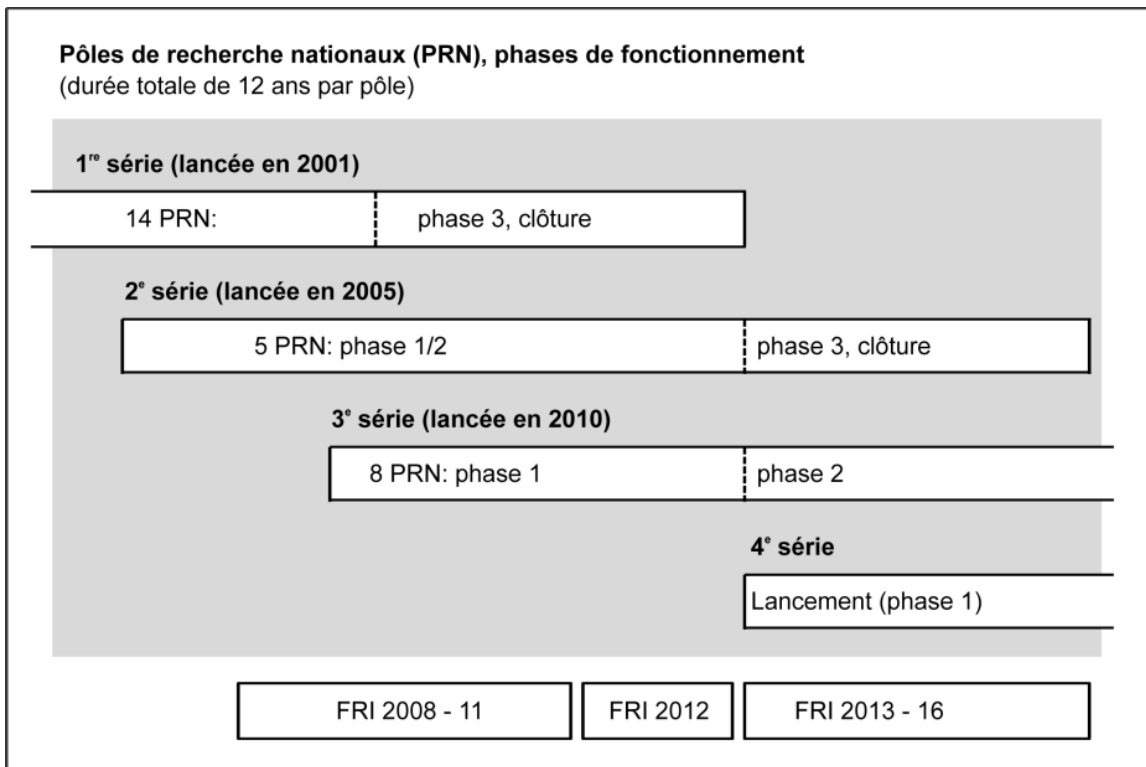 Pôles de recherche nationaux (PRN), phases de fonctionnement
(durée totale de 12 ans par pôle)
1re série (lancée en 2001)
14 PRN: phase 3, clôture
2e série (lancée en 2005)
5 PRN: phase 1/2 phase 3, clôture
3e série (lancée en 2010)
8 PRN: phase 1 phase 2
4e série
Lancement (phase 1)
FRI 2008 - 11 FRI 2012 FRI 2013 - 16